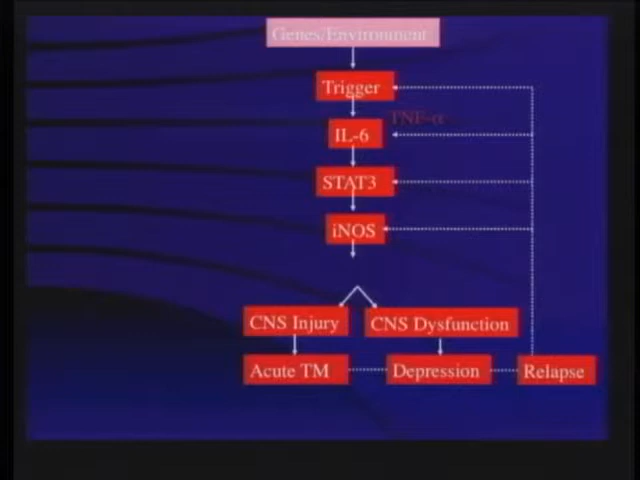 Genes/Environment
Trigger
TNF-α
IL-6
STAT3
iNOS
CNS Injury
CNS Dysfunction
Acute TM
Depression
Relapse